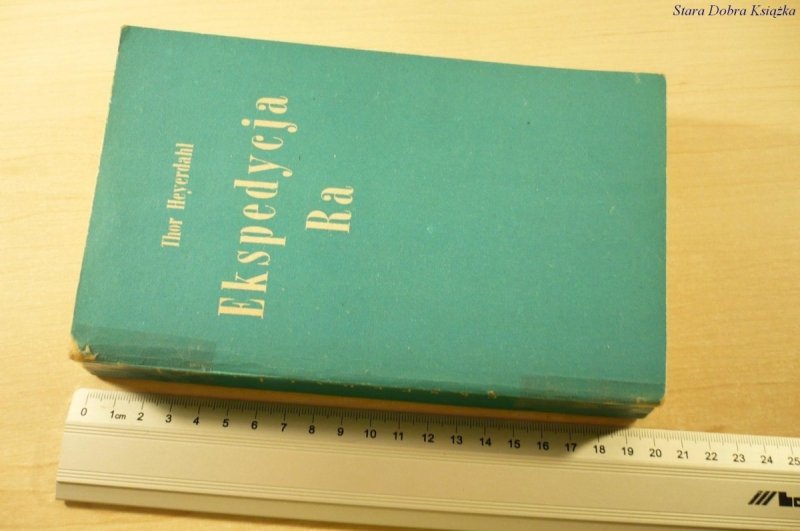 Stara Dobra Książka
Thor Heyerdahl
Ekspedycja
Ra
0 1cm 2 3 4 5 6 7 8 9 10 11 12 13 14 15 16 17 18 19 20 21 22 23 24 25